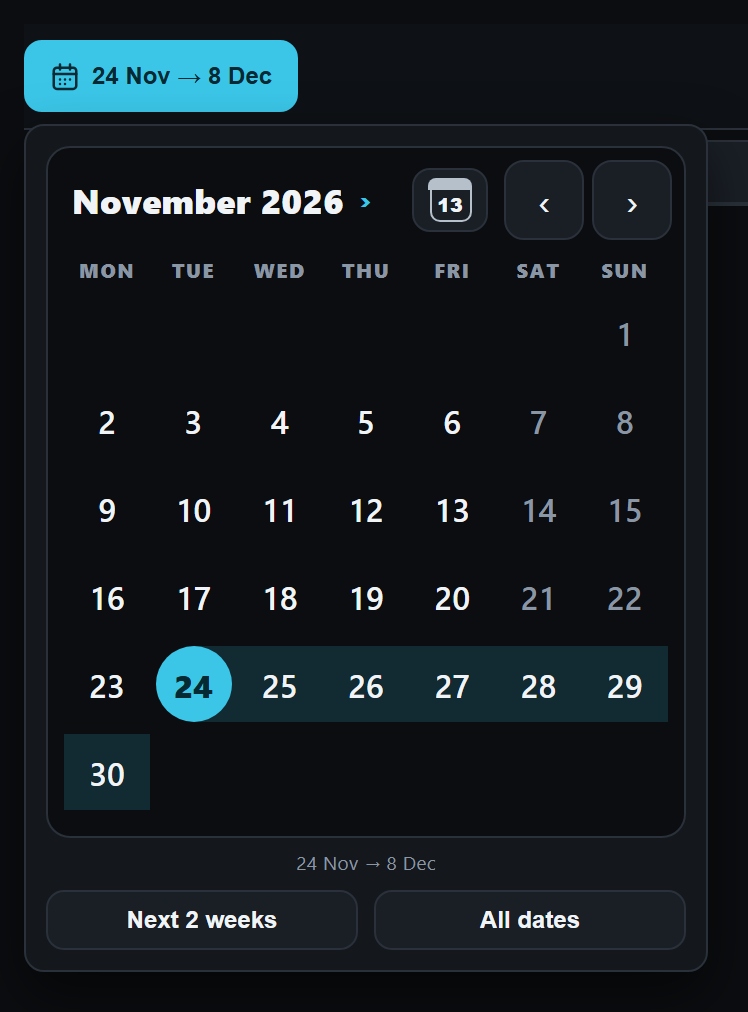 24 Nov → 8 Dec
November 2026 › 13 ‹ ›
MON TUE WED THU FRI SAT SUN
1
2 3 4 5 6 7 8
9 10 11 12 13 14 15
16 17 18 19 20 21 22
23 24 25 26 27 28 29
30
24 Nov → 8 Dec
Next 2 weeks All dates